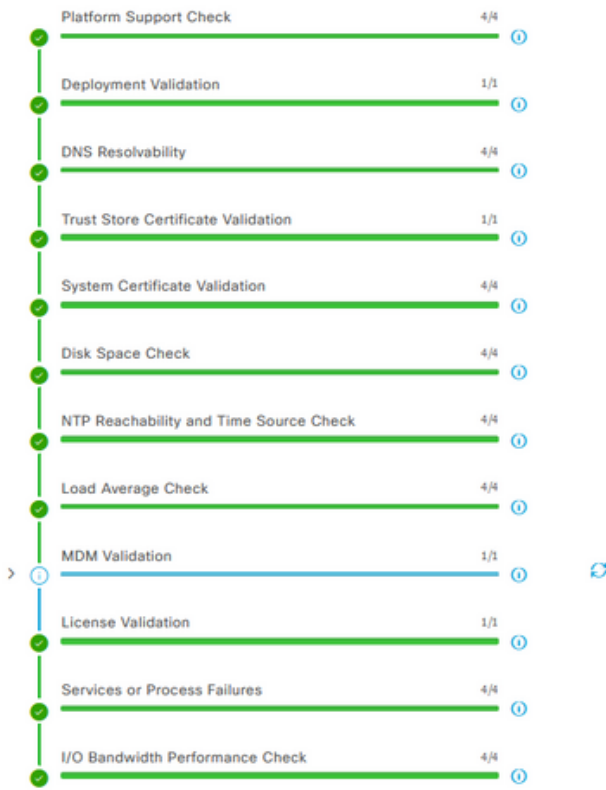 Platform Support Check 4/4
Deployment Validation 1/1
DNS Resolvability 4/4
Trust Store Certificate Validation 1/1
System Certificate Validation 4/4
Disk Space Check 4/4
NTP Reachability and Time Source Check 4/4
Load Average Check 4/4
MDM Validation 1/1
License Validation 1/1
Services or Process Failures 4/4
I/O Bandwidth Performance Check 4/4